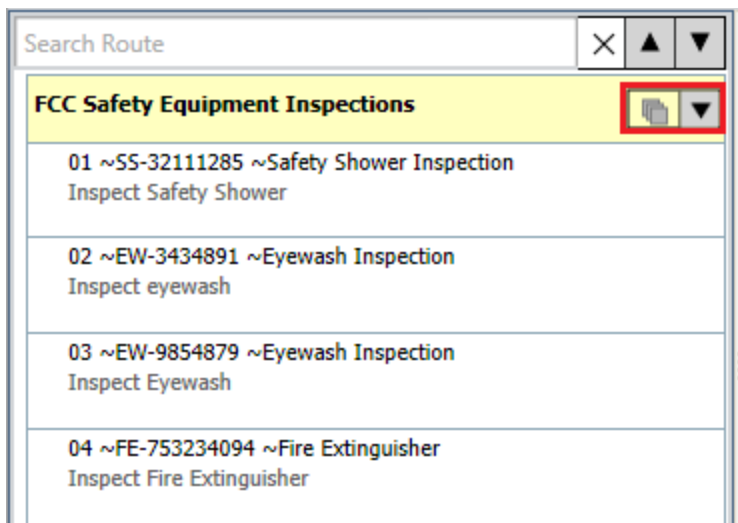 Search Route
FCC Safety Equipment Inspections
01 ~SS-32111285 ~Safety Shower Inspection
Inspect Safety Shower
02 ~EW-3434891 ~Eyewash Inspection
Inspect eyewash
03 ~EW-9854879 ~Eyewash Inspection
Inspect Eyewash
04 ~FE-753234094 ~Fire Extinguisher
Inspect Fire Extinguisher